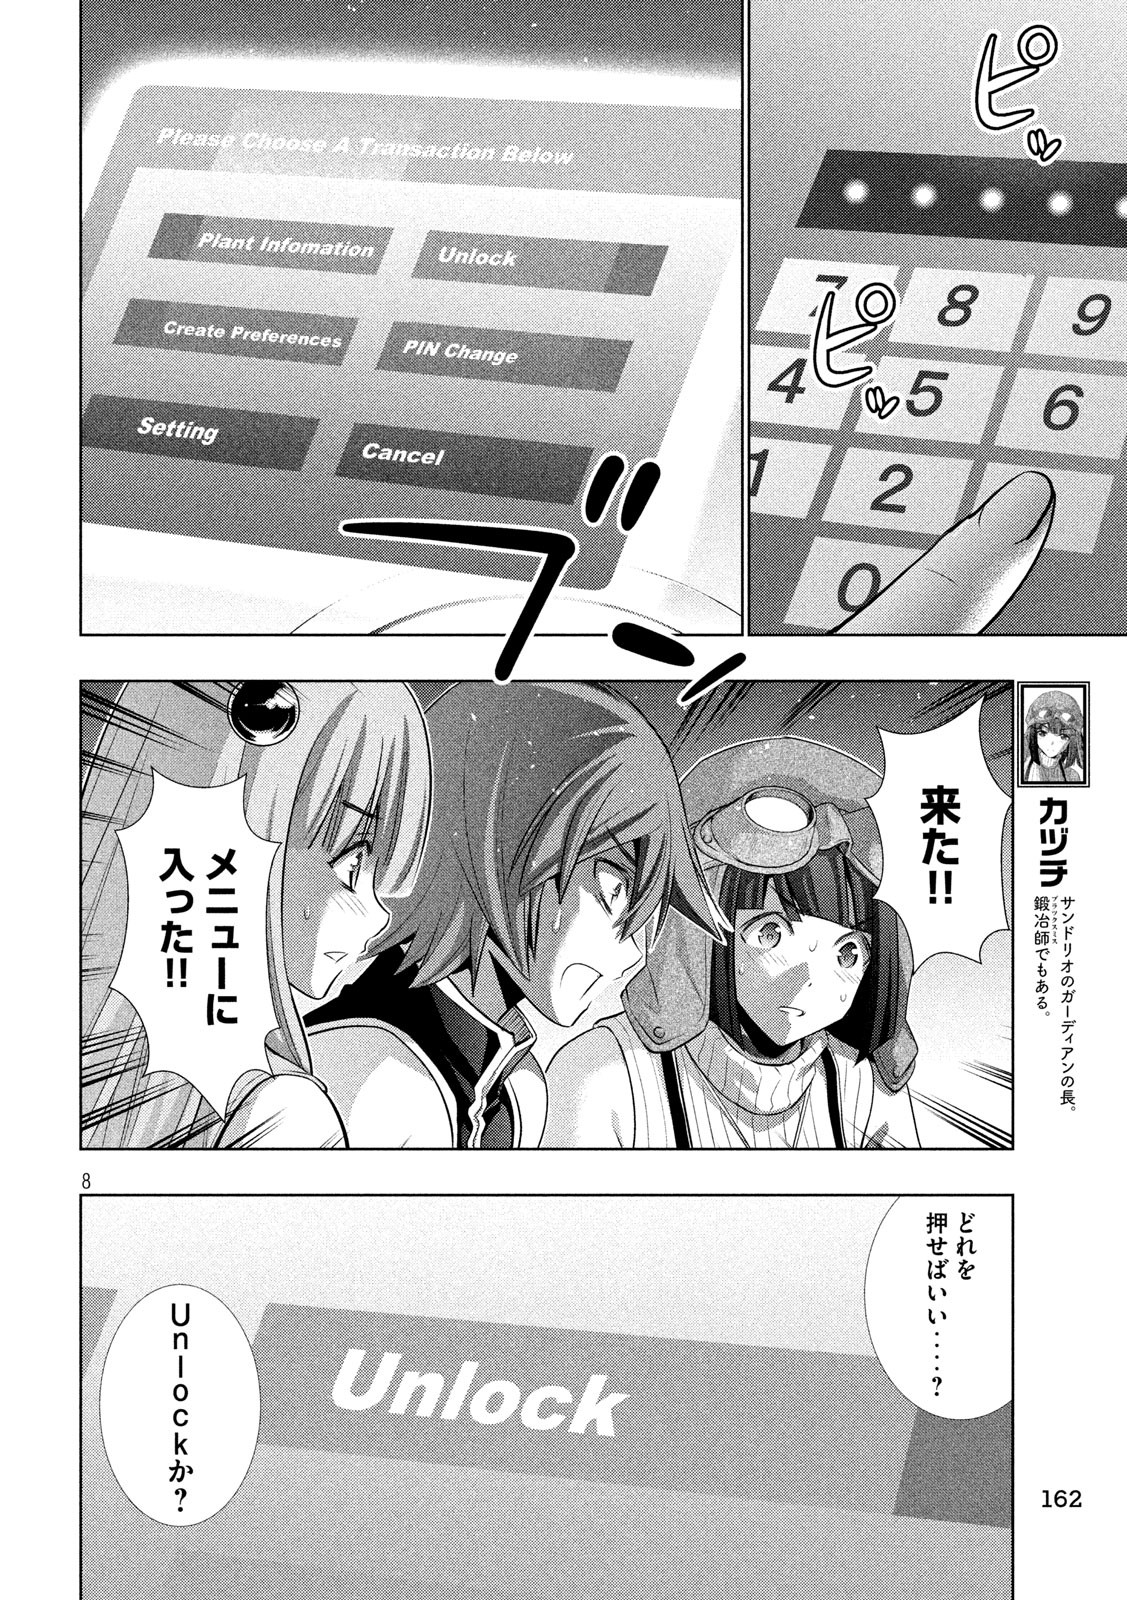 ピッ
ピッ
7 8 9
4 5 6
1 2
0
Please Choose A Transaction Below
Plant Infomation
Unlock
Create Preferences
PIN Change
Setting
Cancel
ブン
来た!!
メニューに
入った!!
カヅチ
サンドリオのガーディアンの長。
鍛冶師でもある。
ブラックスミス
8
どれを
押せばいい‥‥?
Unlock
Unlockか?
162